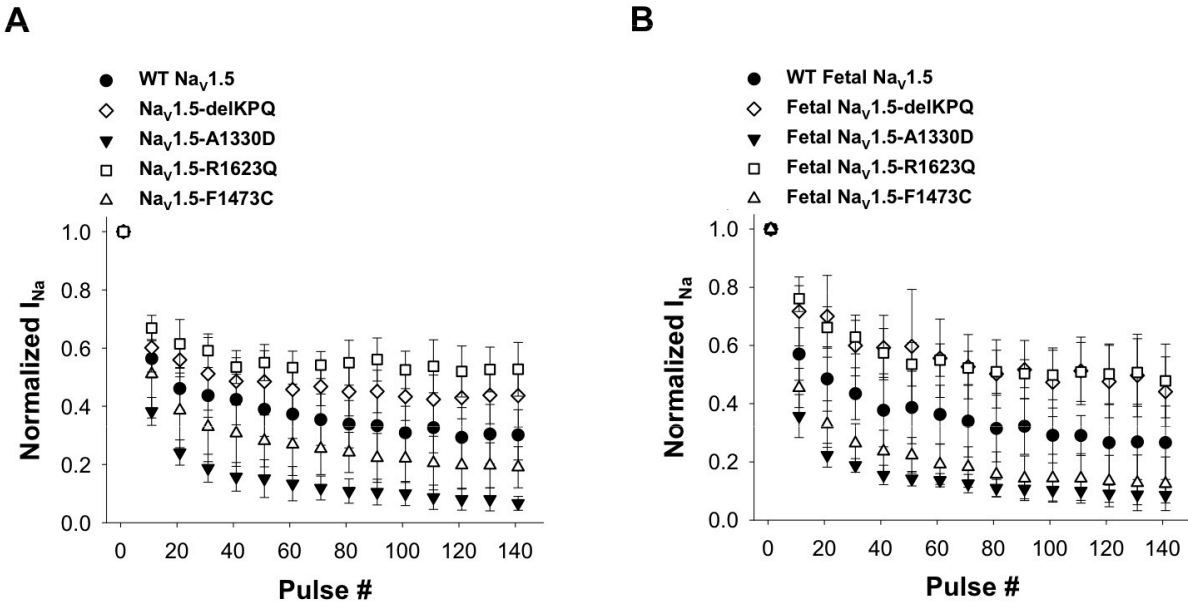 A
WT NaV1.5
NaV1.5-delKPQ
NaV1.5-A1330D
NaV1.5-R1623Q
NaV1.5-F1473C
Normalized INa
1.0
0.8
0.6
0.4
0.2
0.0
0 20 40 60 80 100 120 140
Pulse #
B
WT Fetal NaV1.5
Fetal NaV1.5-delKPQ
Fetal NaV1.5-A1330D
Fetal NaV1.5-R1623Q
Fetal NaV1.5-F1473C
Normalized INa
1.0
0.8
0.6
0.4
0.2
0.0
0 20 40 60 80 100 120 140
Pulse #